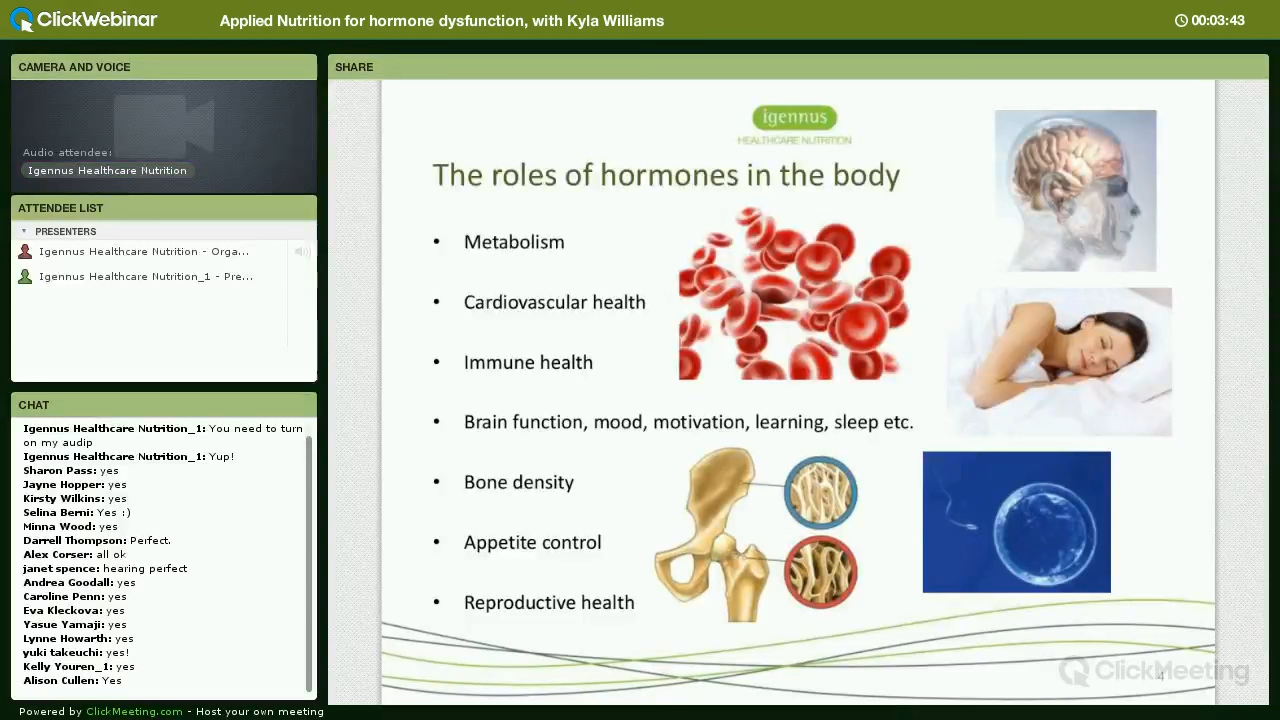 ClickWebinar
Applied Nutrition for hormone dysfunction, with Kyla Williams
00:03:43
CAMERA AND VOICE
Audio attendee:
Igennus Healthcare Nutrition
ATTENDEE LIST
PRESENTERS
Igennus Healthcare Nutrition - Orga...
Igennus Healthcare Nutrition_1 - Pre...
CHAT
Igennus Healthcare Nutrition_1: You need to turn
on my audip
Igennus Healthcare Nutrition_1: Yup!
Sharon Pass: yes
Jayne Hopper: yes
Kirsty Wilkins: yes
Selina Berni: Yes :)
Minna Wood: yes
Darrell Thompson: Perfect.
Alex Corser: all ok
janet spence: hearing perfect
Andrea Goodall: yes
Caroline Penn: yes
Eva Kleckova: yes
Yasue Yamaji: yes
Lynne Howarth: yes
yuki takeuchi: yes!
Kelly Youren_1: yes
Alison Cullen: Yes
Powered by ClickMeeting.com - Host your own meeting
SHARE
igennus
HEALTHCARE NUTRITION
The roles of hormones in the body
• Metabolism
• Cardiovascular health
• Immune health
• Brain function, mood, motivation, learning, sleep etc.
• Bone density
• Appetite control
• Reproductive health
ClickMeeting
4